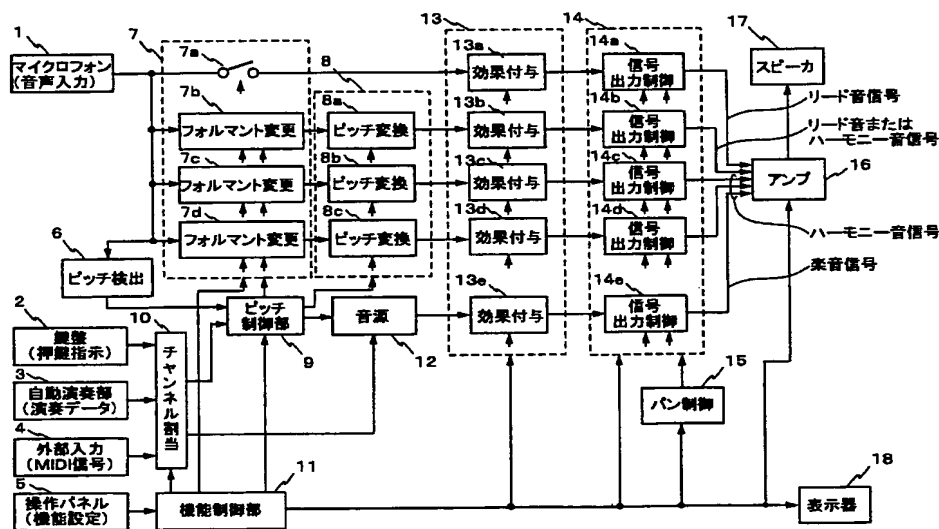 1
マイクロフォン
(音声入力)
7
7a
7b
フォルマント変更
7c
フォルマント変更
7d
フォルマント変更
8
8a
ピッチ変換
8b
ピッチ変換
8c
ピッチ変換
13
13a
効果付与
13b
効果付与
13c
効果付与
13d
効果付与
13e
効果付与
14
14a
信号
出力制御
14b
信号
出力制御
14c
信号
出力制御
14d
信号
出力制御
14e
信号
出力制御
17
スピーカ
リード音信号
リード音または
ハーモニー音信号
アンプ
16
ハーモニー音信号
楽音信号
6
ピッチ検出
2
鍵盤
(押鍵指示)
3
自動演奏部
(演奏データ)
4
外部入力
(MIDI信号)
5
操作パネル
(機能設定)
10
チャンネル割当
ピッチ
制御部
9
音源
12
11
機能制御部
15
パン制御
18
表示器